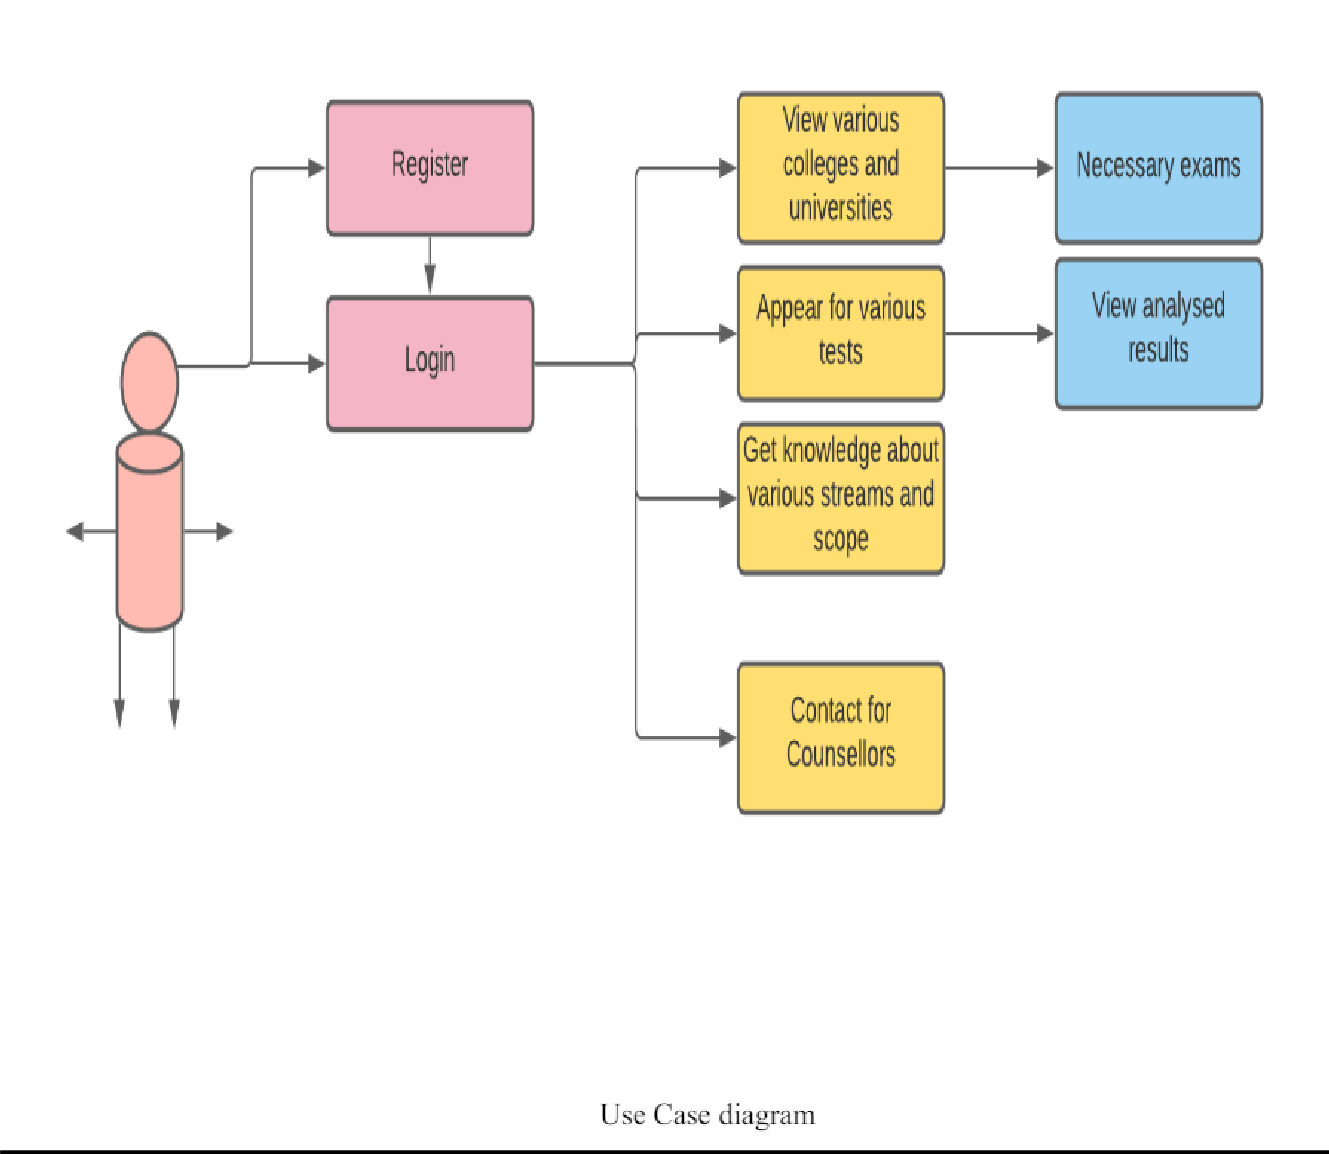 Register
Login
View various
colleges and
universities
Necessary exams
Appear for various
tests
View analysed
results
Get knowledge about
various streams and
scope
Contact for
Counsellors
Use Case diagram